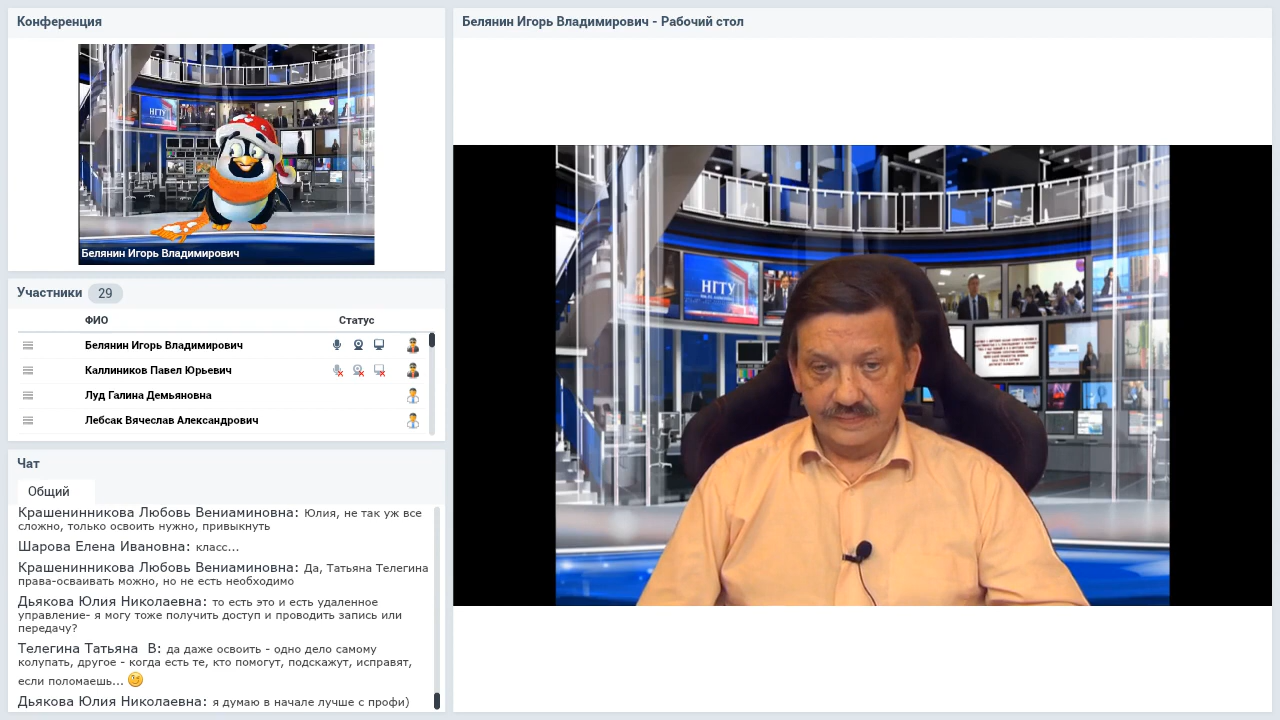 Конференция
НГТУ
Белянин Игорь Владимирович
Участники 29
ФИО Статус
Белянин Игорь Владимирович
Каллиников Павел Юрьевич
Луд Галина Демьяновна
Лебсак Вячеслав Александрович
Чат
Общий
Крашенинникова Любовь Вениаминовна: Юлия, не так уж все
сложно, только освоить нужно, привыкнуть
Шарова Елена Ивановна: класс...
Крашенинникова Любовь Вениаминовна: Да, Татьяна Телегина
права-осваивать можно, но не есть необходимо
Дьякова Юлия Николаевна: то есть это и есть удаленное
управление- я могу тоже получить доступ и проводить запись или
передачу?
Телегина Татьяна В: да даже освоить - одно дело самому
колупать, другое - когда есть те, кто помогут, подскажут, исправят,
если поломаешь...
Дьякова Юлия Николаевна: я думаю в начале лучше с профи)
Белянин Игорь Владимирович - Рабочий стол
НГТУ